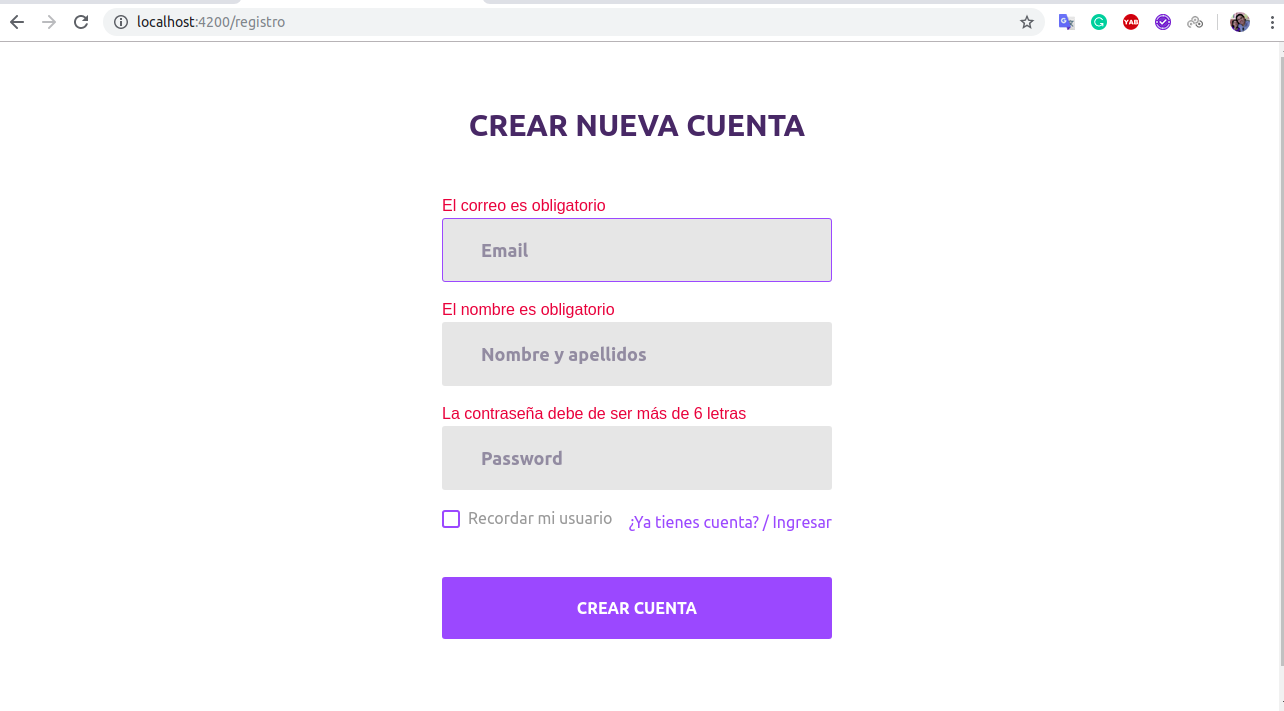 localhost:4200/registro
YAB
CREAR NUEVA CUENTA
El correo es obligatorio
Email
El nombre es obligatorio
Nombre y apellidos
La contraseña debe de ser más de 6 letras
Password
Recordar mi usuario
¿Ya tienes cuenta? / Ingresar
CREAR CUENTA